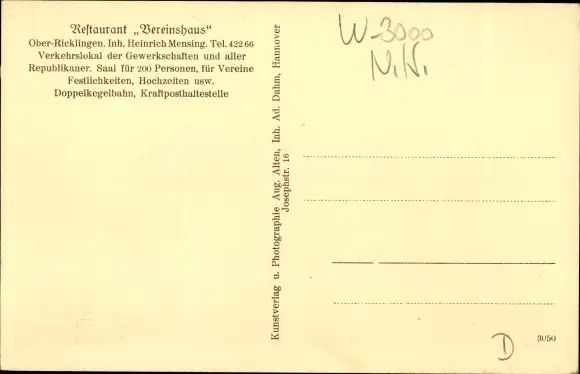 Restaurant „Vereinshaus"
Ober-Ricklingen. Inh. Heinrich Mensing. Tel. 422 66
Verkehrslokal der Gewerkschaften und aller
Republikaner. Saal für 200 Personen, für Vereine
Festlichkeiten, Hochzeiten usw.
Doppelkegelbahn, Kraftposthaltestelle
Kunstverlag u. Photographie Aug. Alten, Inh. Ad. Dahm, Hannover
Josephstr. 16
W-3000
N.N.
D
3050